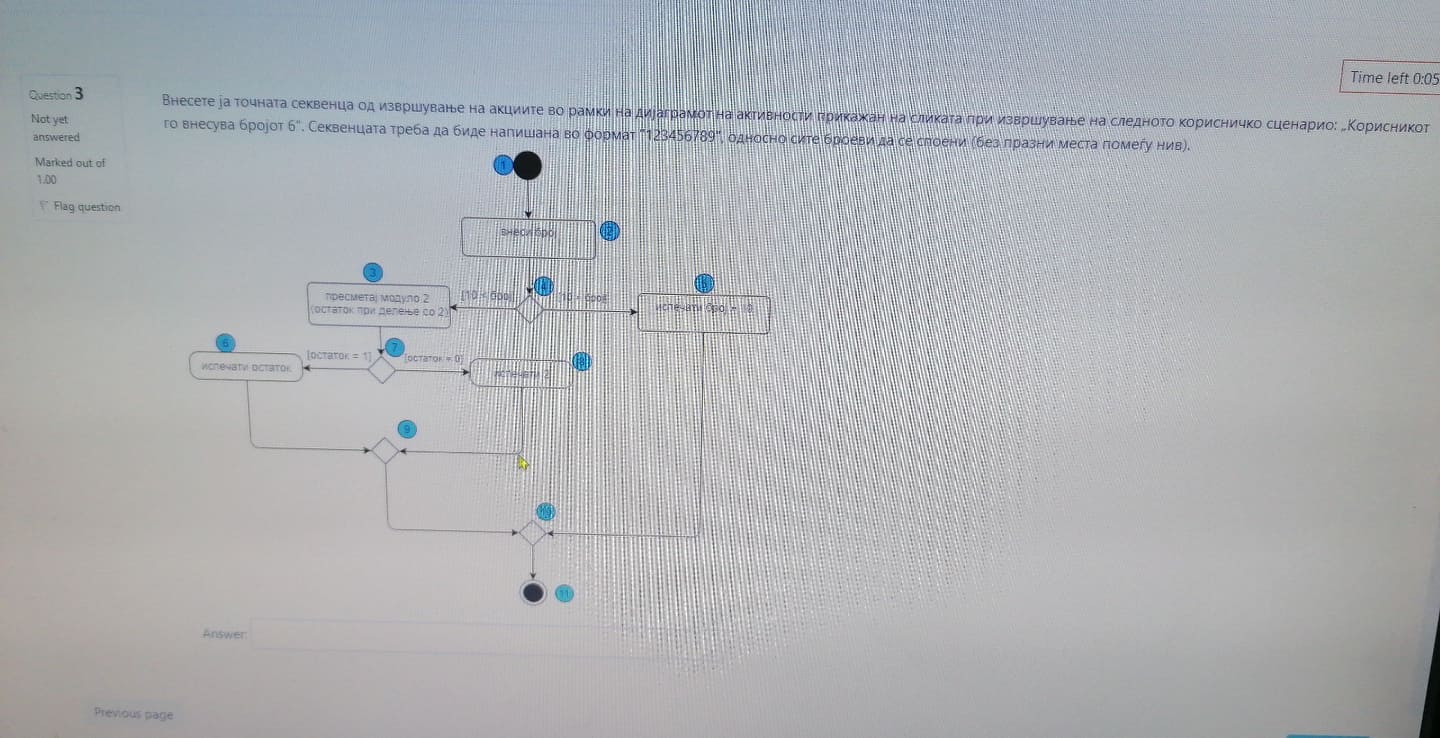 Time left 0:05
Question 3
Not yet
answered
Marked out of
1.00
Flag question
Внесете ја точната секвенца од извршување на акциите во рамки на дијаграмот на активности прикажан на сликата при извршување на следното корисничко сценарио: „Корисникот
го внесува бројот 6". Секвенцата треба да биде напишана во формат "123456789", односно сите броеви да се споени (без празни места помеѓу нив).
1
внеси број
2
3
4
5
пресметај модуло 2
(остаток при делење со 2)
[10 < број]
испечати број
6
7
8
испечати остаток
[остаток = 1]
[остаток = 0]
испечати 2
9
10
11
Answer:
Previous page